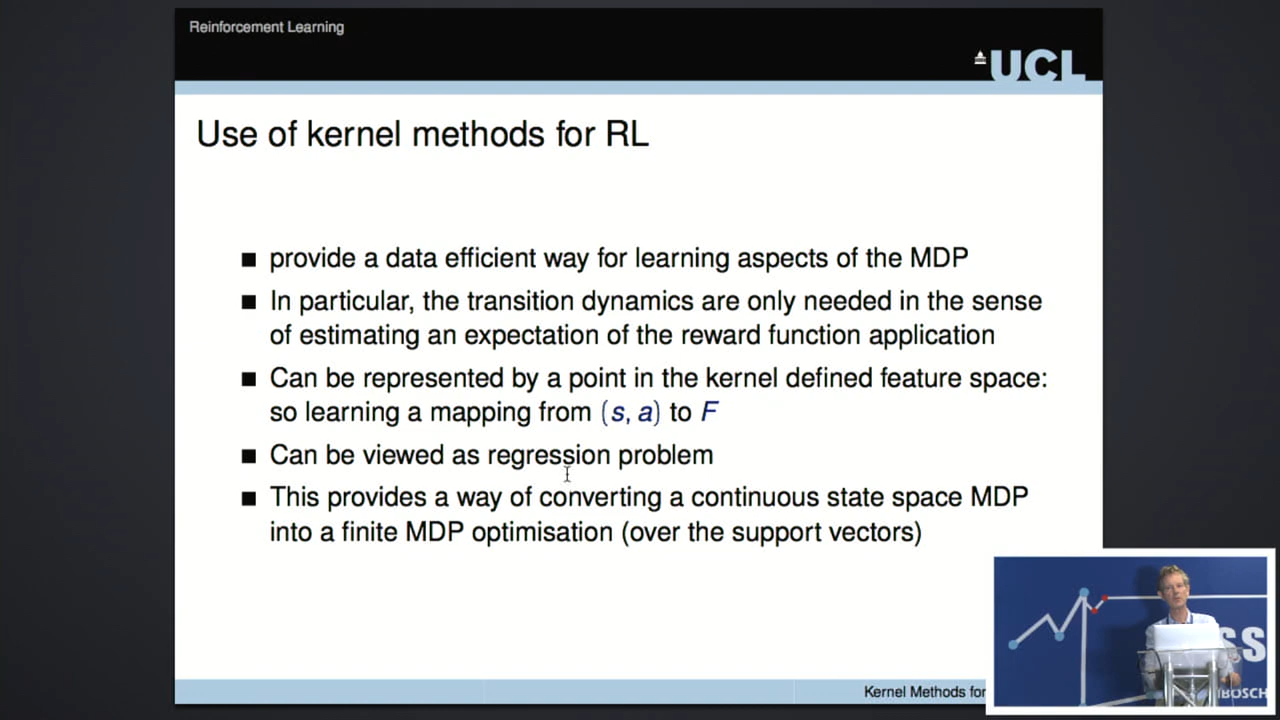 Reinforcement Learning
UCL
Use of kernel methods for RL
■ provide a data efficient way for learning aspects of the MDP
■ In particular, the transition dynamics are only needed in the sense
of estimating an expectation of the reward function application
■ Can be represented by a point in the kernel defined feature space:
so learning a mapping from (s, a) to F
■ Can be viewed as regression problem
■ This provides a way of converting a continuous state space MDP
into a finite MDP optimisation (over the support vectors)
Kernel Methods for
SS
BOSCH